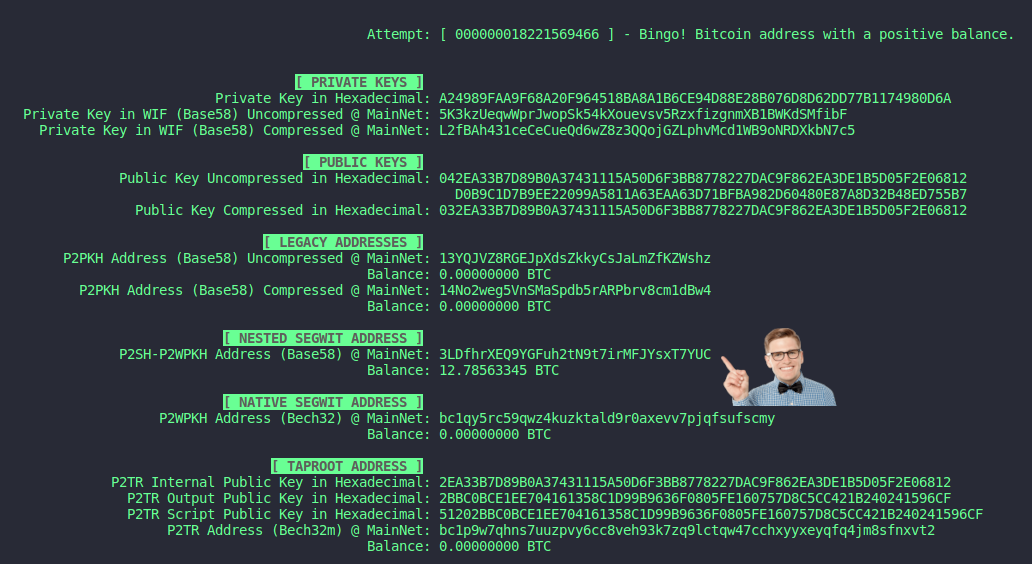 Attempt: [ 000000018221569466 ] - Bingo! Bitcoin address with a positive balance.
[ PRIVATE KEYS ]
Private Key in Hexadecimal: A24989FAA9F68A20F964518BA8A1B6CE94D88E28B076D8D62DD77B1174980D6A
Private Key in WIF (Base58) Uncompressed @ MainNet: 5K3kzUeqwWprJwopSk54kXouevsv5RzxfizgnmXB1BWKdSMfibF
Private Key in WIF (Base58) Compressed @ MainNet: L2fBAh431ceCeCueQd6wZ8z3QQojGZLphvMcd1WB9oNRDXkbN7c5
[ PUBLIC KEYS ]
Public Key Uncompressed in Hexadecimal: 042EA33B7D89B0A37431115A50D6F3BB8778227DAC9F862EA3DE1B5D05F2E06812
D0B9C1D7B9EE22099A5811A63EAA63D71BFBA982D60480E87A8D32B48ED755B7
Public Key Compressed in Hexadecimal: 032EA33B7D89B0A37431115A50D6F3BB8778227DAC9F862EA3DE1B5D05F2E06812
[ LEGACY ADDRESSES ]
P2PKH Address (Base58) Uncompressed @ MainNet: 13YQJVZ8RGEJpXdsZkkyCsJaLmZfKZWshz
Balance: 0.00000000 BTC
P2PKH Address (Base58) Compressed @ MainNet: 14No2weg5VnSMaSpdb5rARPbrv8cm1dBw4
Balance: 0.00000000 BTC
[ NESTED SEGWIT ADDRESS ]
P2SH-P2WPKH Address (Base58) @ MainNet: 3LDfhrXEQ9YGFuh2tN9t7irMFJYsxT7YUC
Balance: 12.78563345 BTC
[ NATIVE SEGWIT ADDRESS ]
P2WPKH Address (Bech32) @ MainNet: bc1qy5rc59qwz4kuzktald9r0axevv7pjqfsufscmy
Balance: 0.00000000 BTC
[ TAPROOT ADDRESS ]
P2TR Internal Public Key in Hexadecimal: 2EA33B7D89B0A37431115A50D6F3BB8778227DAC9F862EA3DE1B5D05F2E06812
P2TR Output Public Key in Hexadecimal: 2BBC0BCE1EE704161358C1D99B9636F0805FE160757D8C5CC421B240241596CF
P2TR Script Public Key in Hexadecimal: 51202BBC0BCE1EE704161358C1D99B9636F0805FE160757D8C5CC421B240241596CF
P2TR Address (Bech32m) @ MainNet: bc1p9w7qhns7uuzpvy6cc8veh93k7zq9lctqw47cchxyyxeyqfq4jm8sfnxvt2
Balance: 0.00000000 BTC